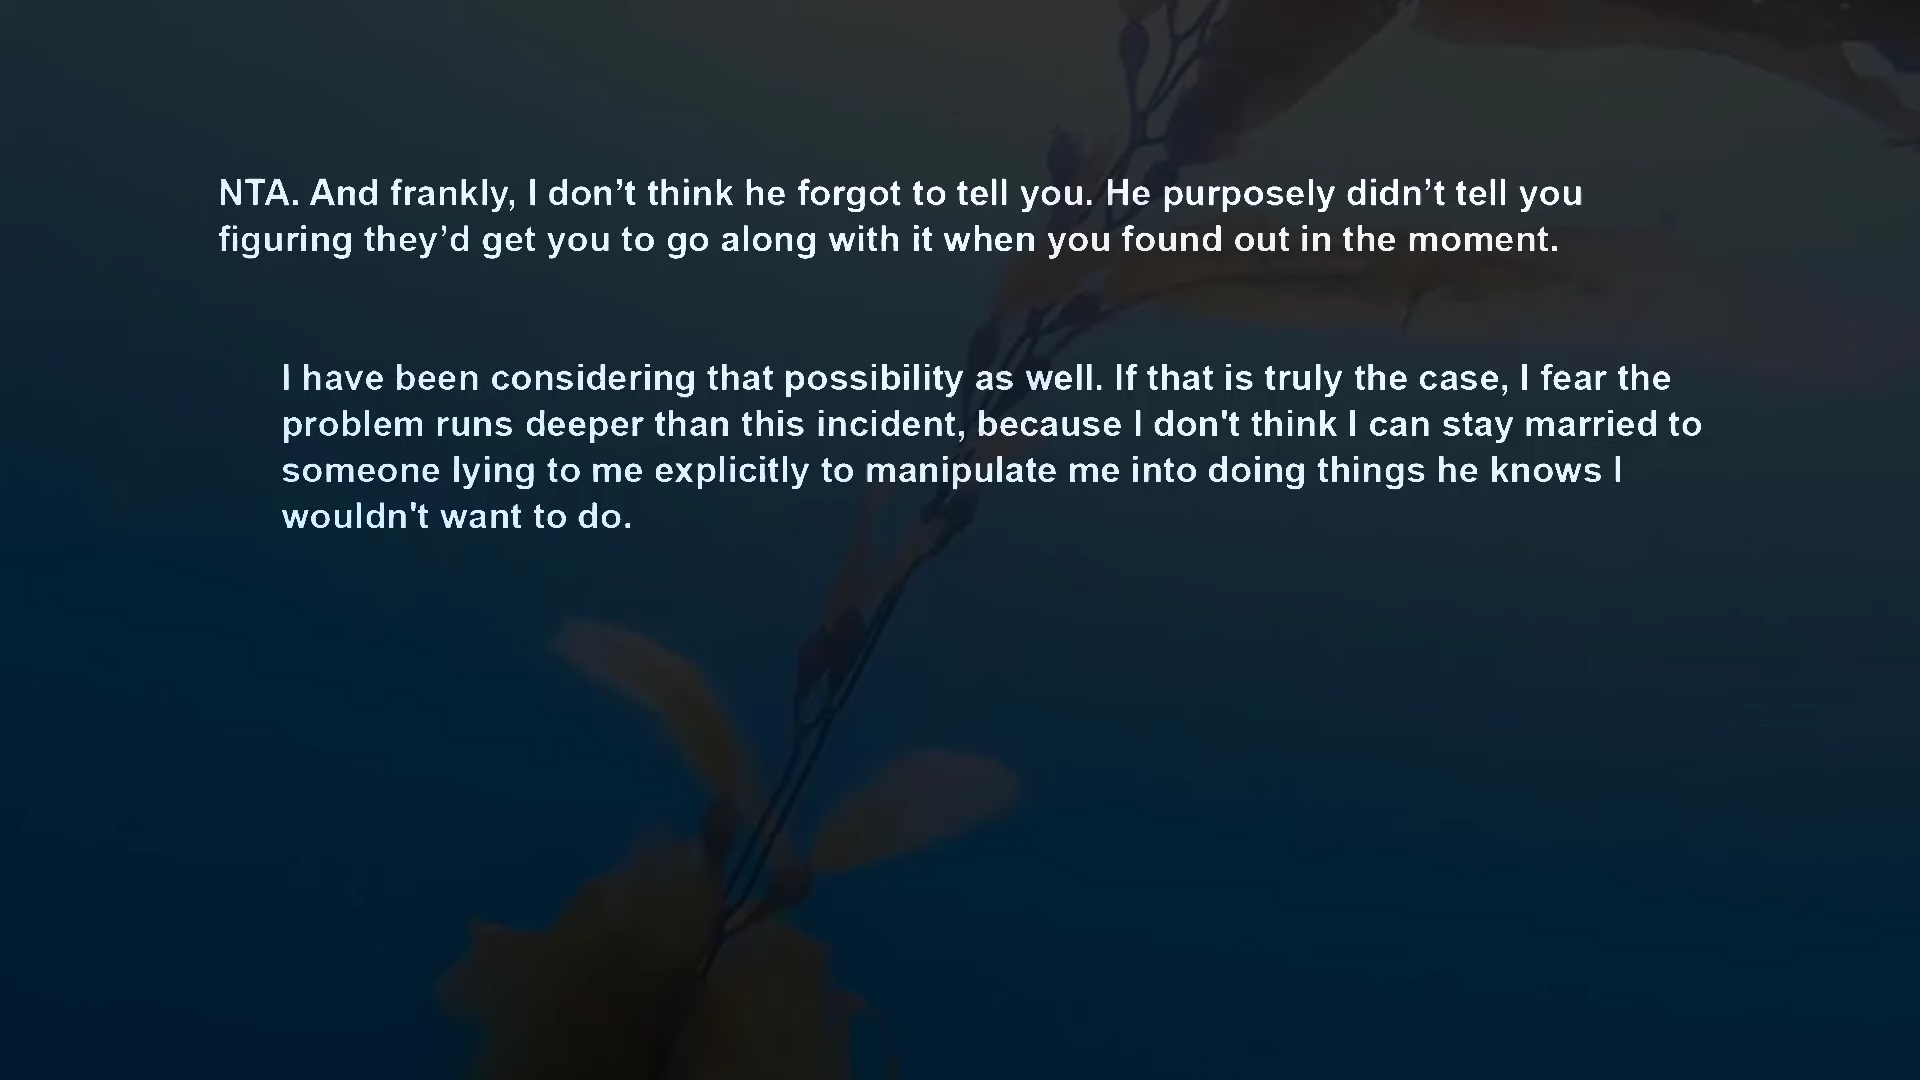 NTA. And frankly, I don’t think he forgot to tell you. He purposely didn’t tell you
figuring they’d get you to go along with it when you found out in the moment.
I have been considering that possibility as well. If that is truly the case, I fear the
problem runs deeper than this incident, because I don't think I can stay married to
someone lying to me explicitly to manipulate me into doing things he knows I
wouldn't want to do.